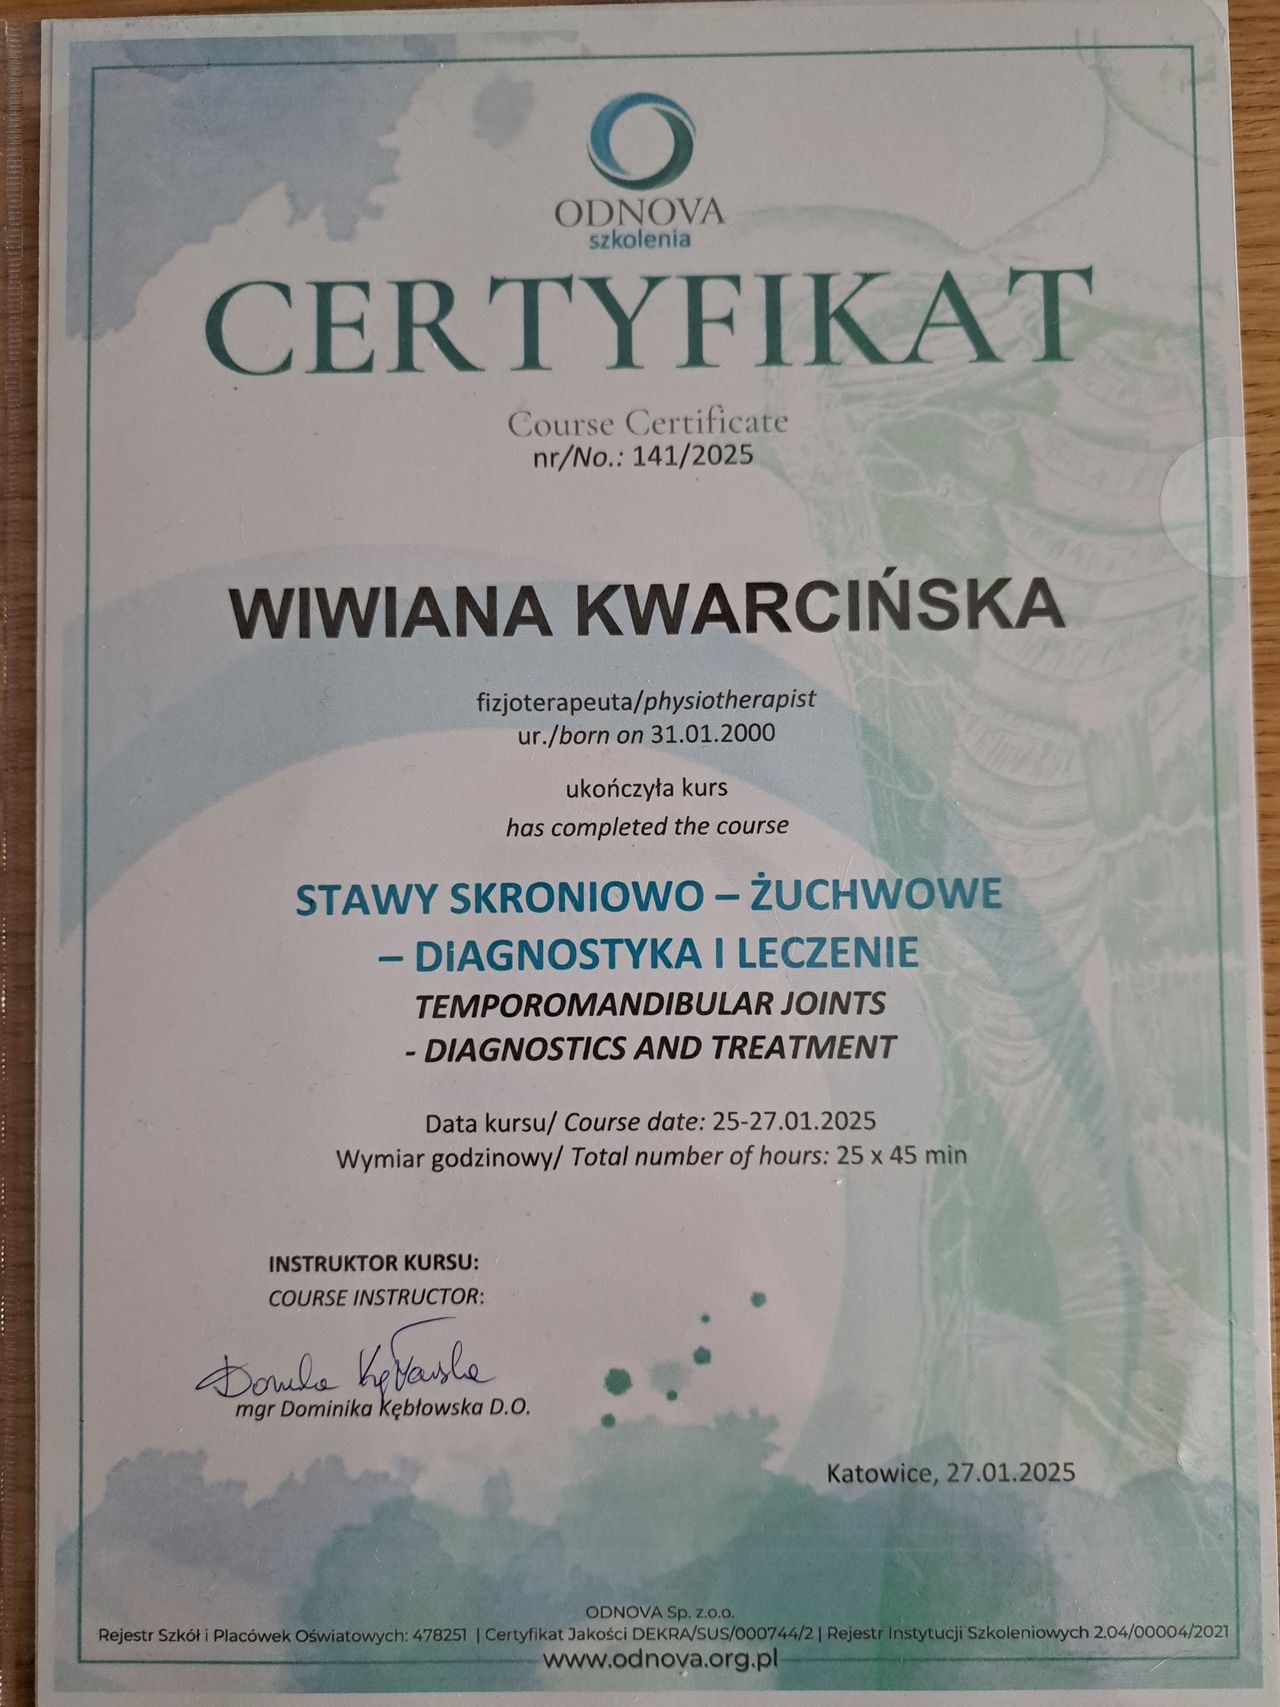 ODNOVA
szkolenia
CERTYFIKAT
Course Certificate
nr/No.: 141/2025
WIWIANA KWARCIŃSKA
fizjoterapeuta/physiotherapist
ur./born on 31.01.2000
ukończyła kurs
has completed the course
STAWY SKRONIOWO – ŻUCHWOWE
– DiAGNOSTYKA I LECZENIE
TEMPOROMANDIBULAR JOINTS
- DIAGNOSTICS AND TREATMENT
Data kursu/ Course date: 25-27.01.2025
Wymiar godzinowy/ Total number of hours: 25 x 45 min
INSTRUKTOR KURSU:
COURSE INSTRUCTOR:
Dominika Kębłowska
mgr Dominika Kębłowska D.O.
Katowice, 27.01.2025
ODNOVA Sp. z.o.o.
Rejestr Szkół i Placówek Oświatowych: 478251 | Certyfikat Jakości DEKRA/SUS/000744/2 | Rejestr Instytucji Szkoleniowych 2.04/00004/2021
www.odnova.org.pl